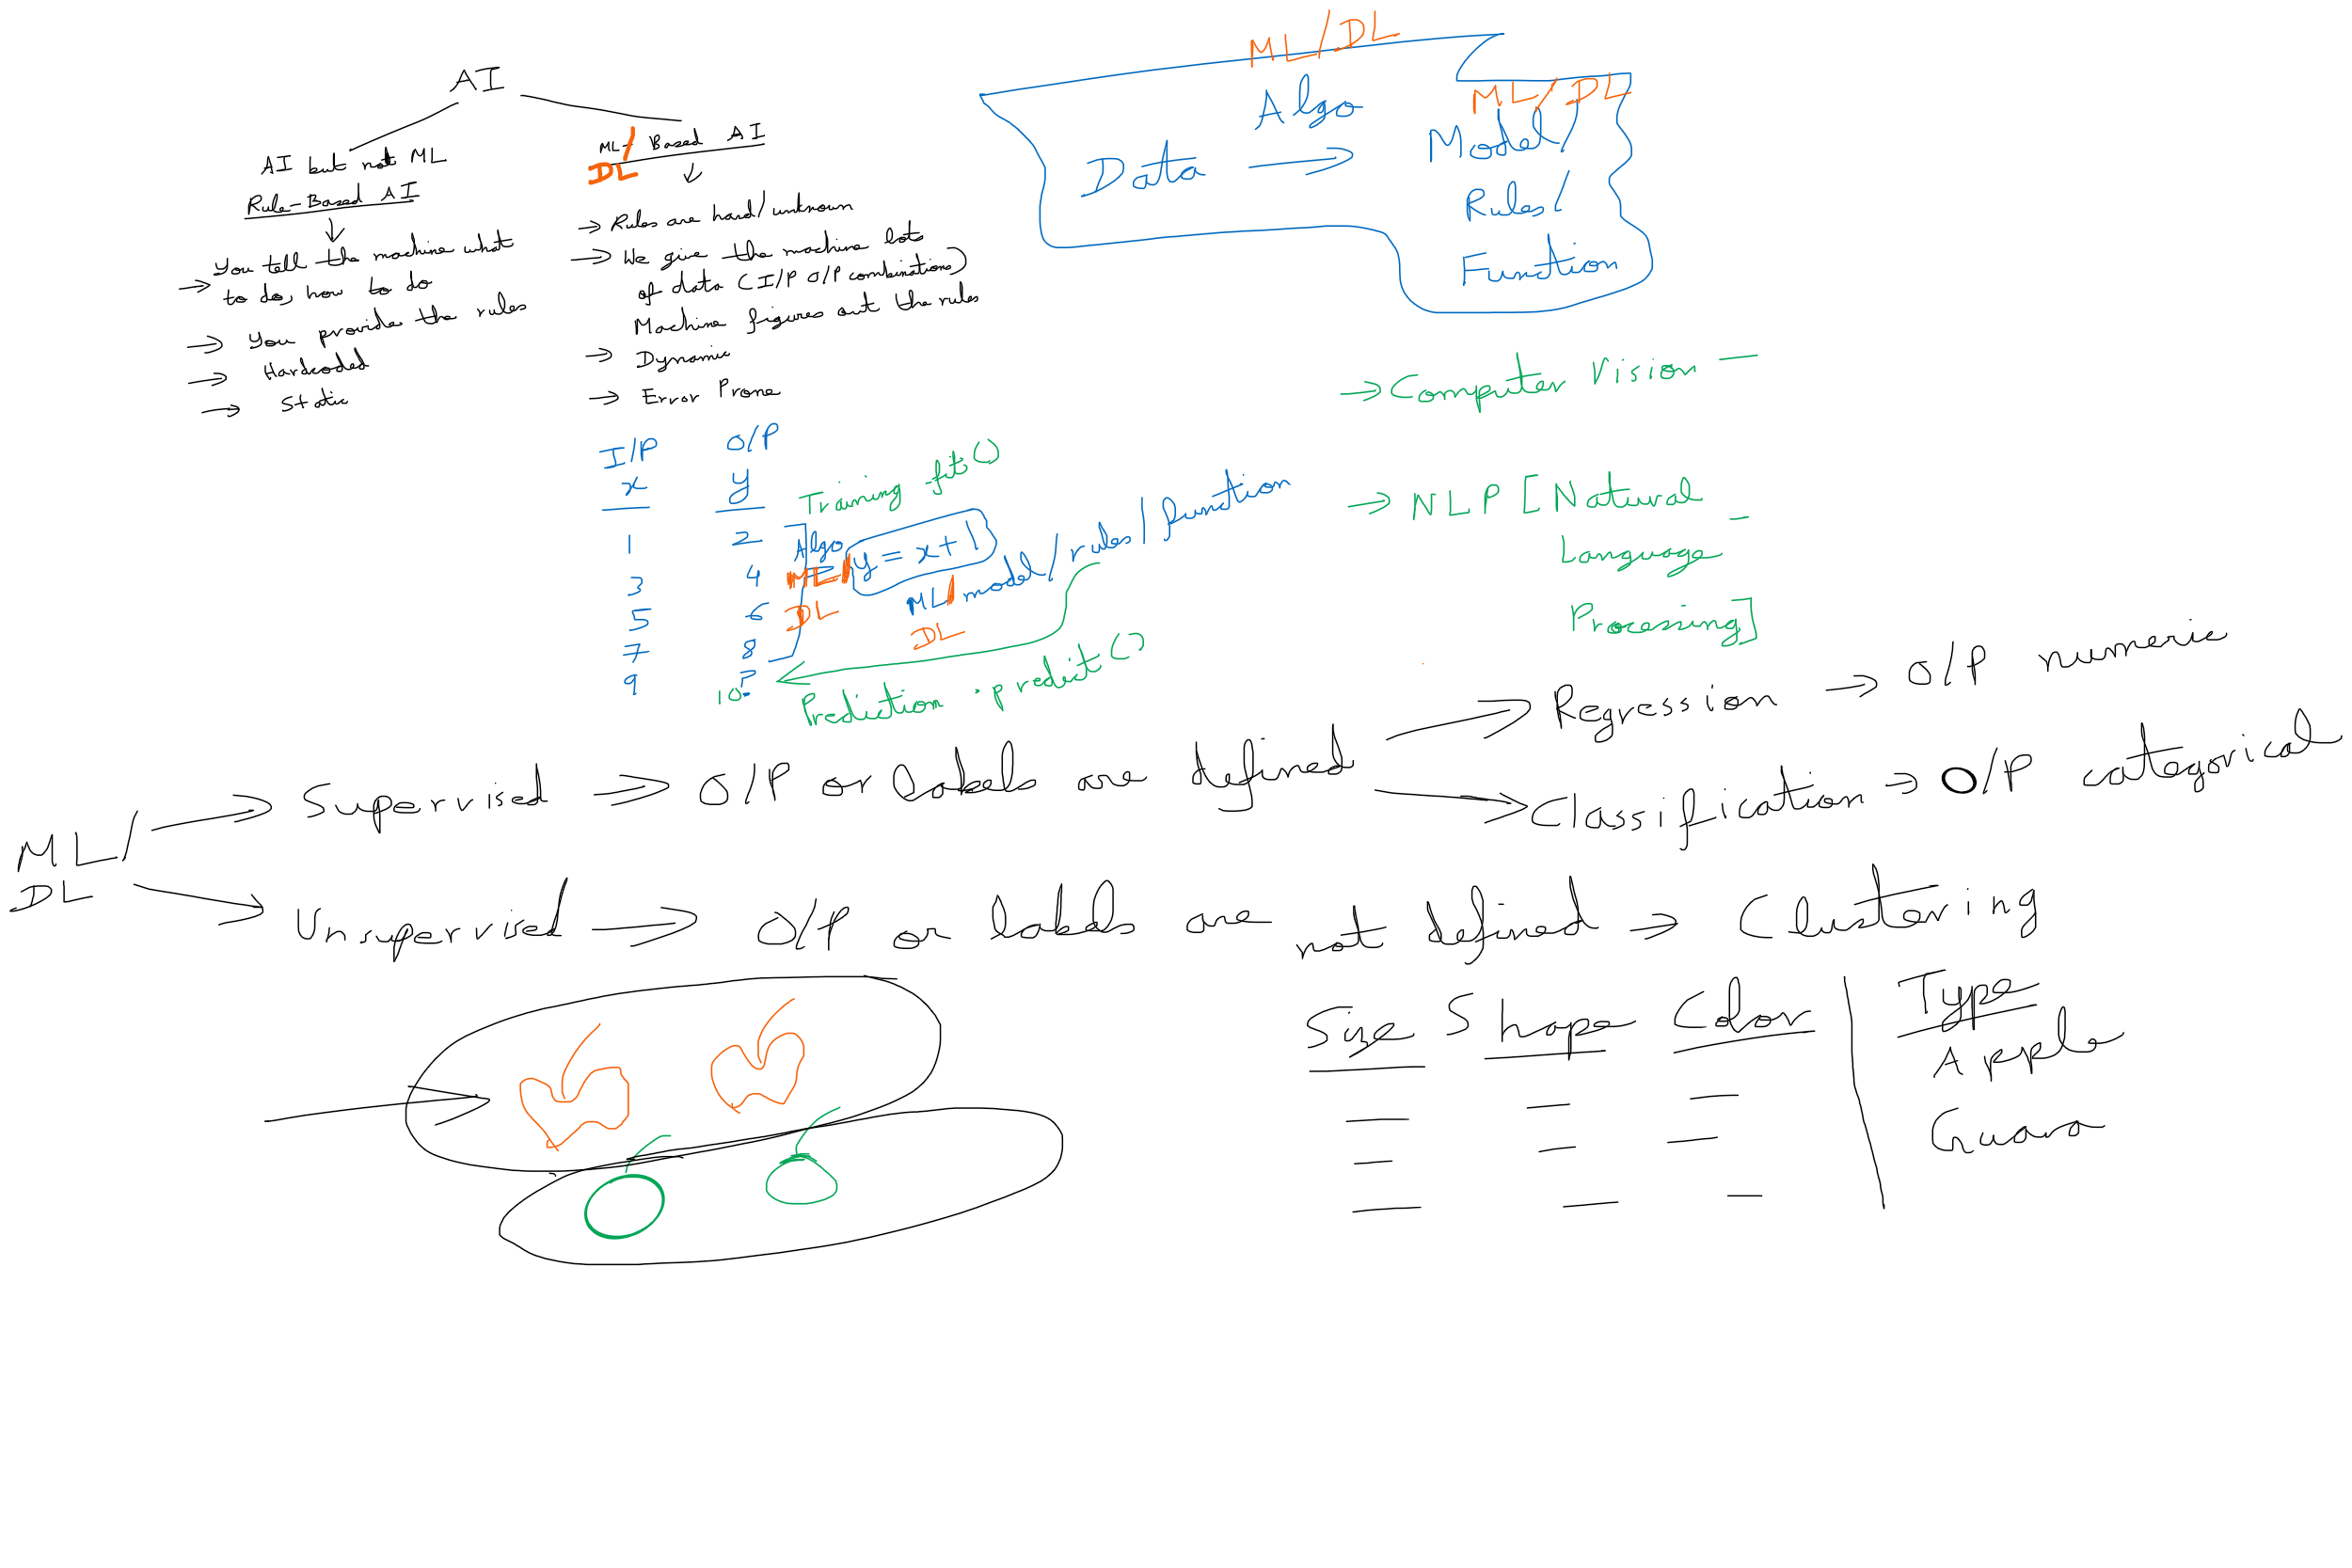 AI
AI but not ML
Rule-Based AI
→ You tell the machine what
to do, how to do
→ You provide the rules
→ Hardcoded
→ Static
ML/ Based AI
DL
→ Rules are hard/unknown
→ We give the machine lots
of data (I/P O/P combinations)
Machine figures out the rules
→ Dynamic
→ Error Prone
ML/DL
Algo
Data → Model/
ML/DL
Rules/
Function
→ Computer Vision —
→ NLP [Natural
Language
Processing]
I/P O/P
x y
1 2
3 4
5 6
7 8
9 ?
10
Training .fit()
Algo
ML/
DL
y = x+1
ML/model/rules/function
DL
Prediction .predict()
ML/
DL
→ Supervised → O/P or labels are defined
→ Regression → O/P numeric
→ Classification → O/P categorical
→ Unsupervised → O/P or labels are not defined → Clustering
Size Shape Color Type
Apple
Guava